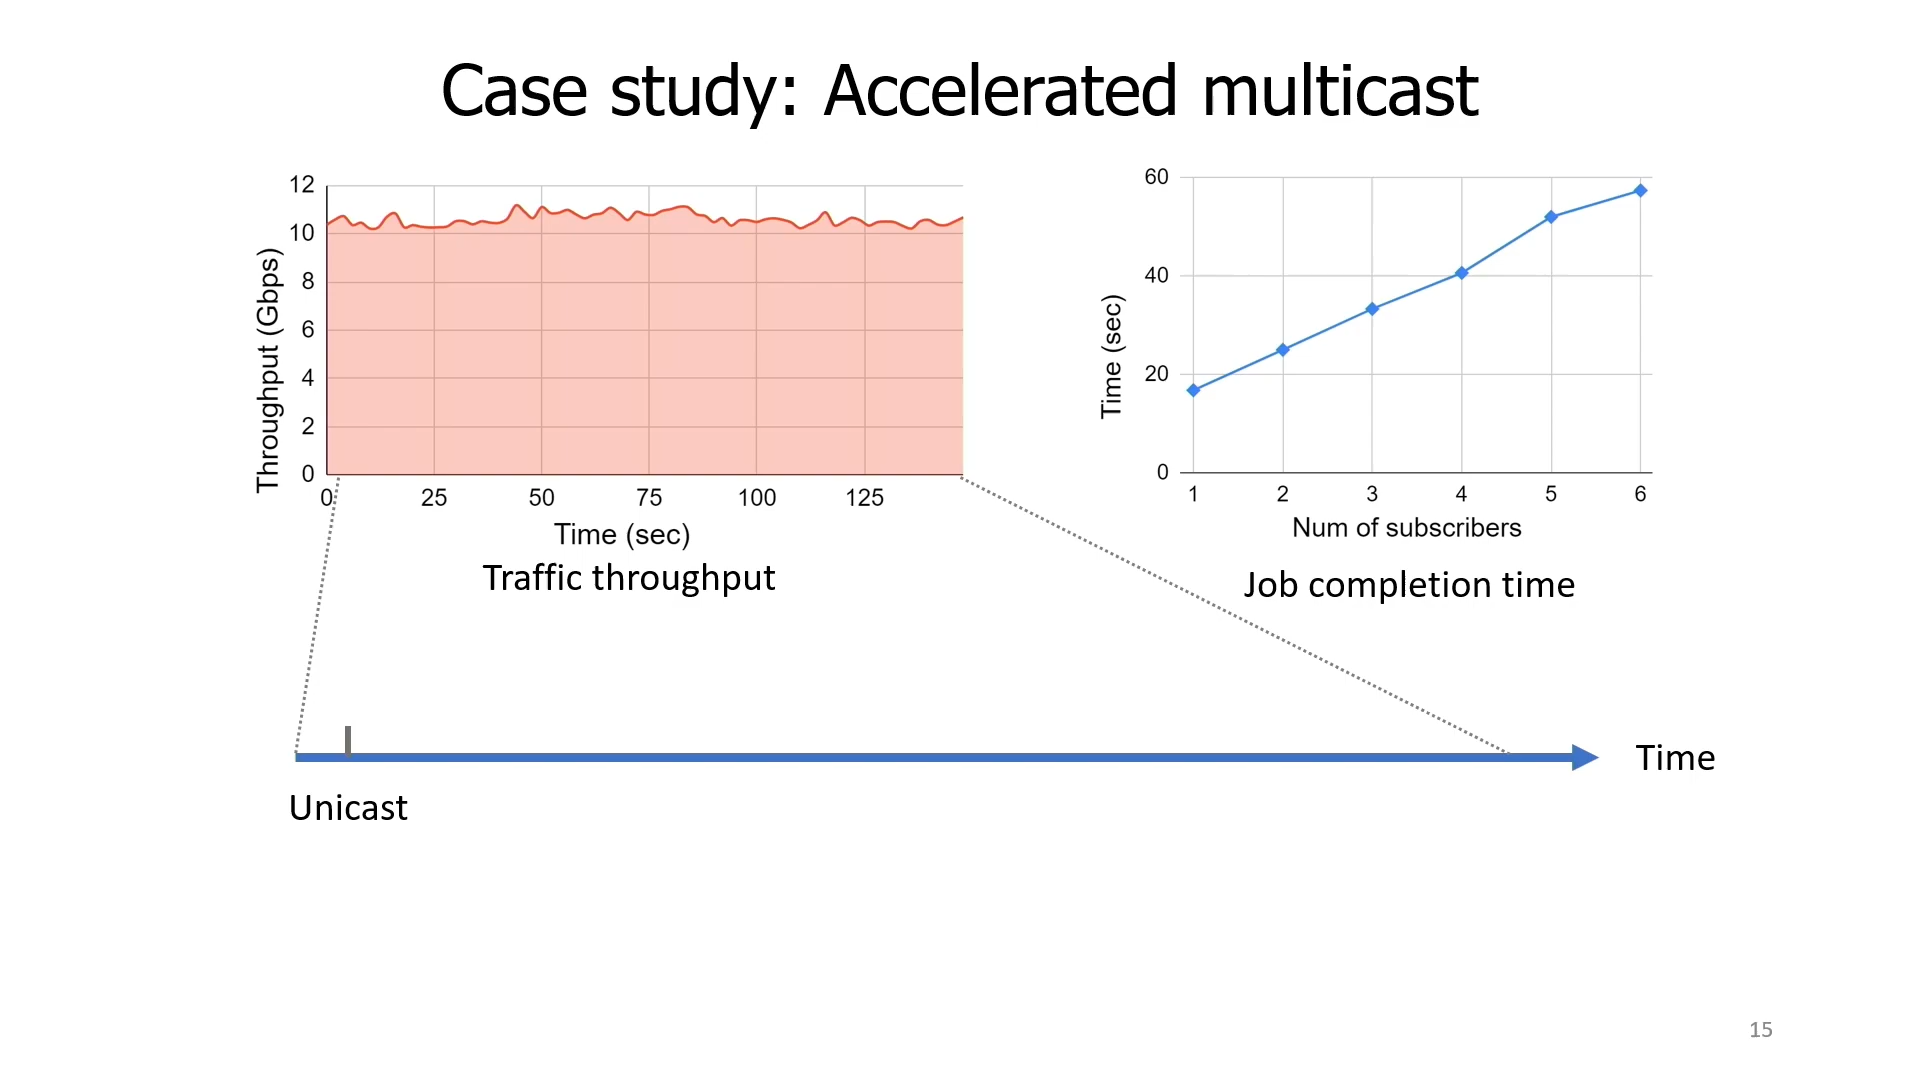 Case study: Accelerated multicast
12
10
8
6
4
2
0
Throughput (Gbps)
0 25 50 75 100 125
Time (sec)
Traffic throughput
60
40
20
0
Time (sec)
1 2 3 4 5 6
Num of subscribers
Job completion time
Time
Unicast
15